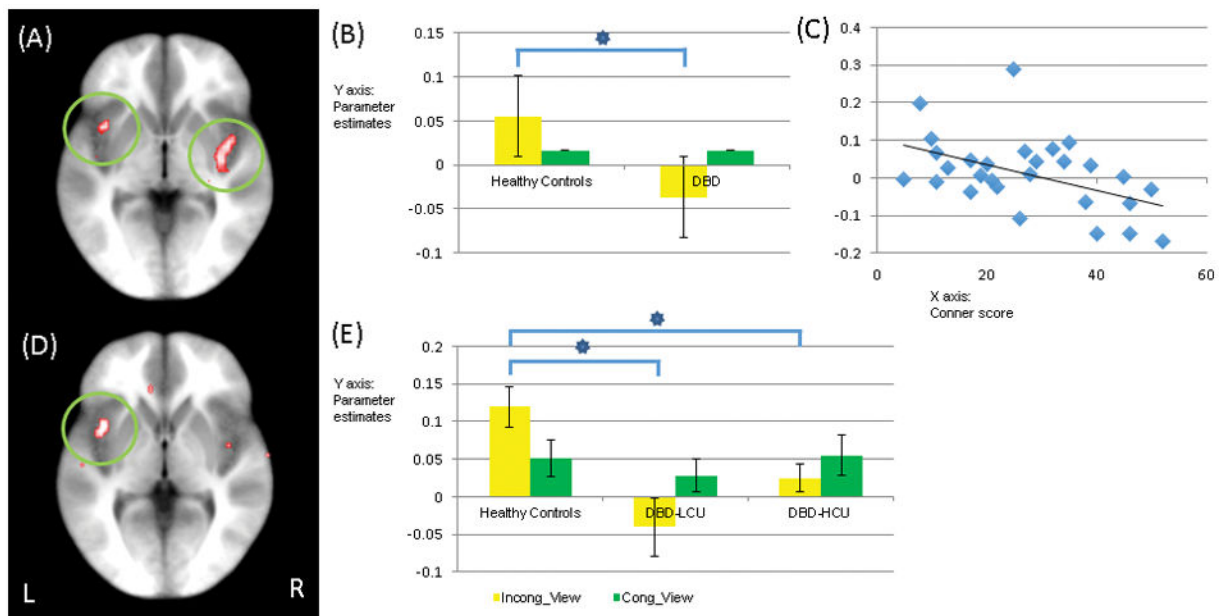 (A)
(B)
Y axis:
Parameter
estimates
0.15
0.1
0.05
0
-0.05
-0.1
Healthy Controls
DBD
(C)
0.4
0.3
0.2
0.1
0
-0.1
-0.2
0
20
40
60
X axis:
Conner score
(D)
L
R
(E)
Y axis:
Parameter
estimates
0.2
0.15
0.1
0.05
0
-0.05
-0.1
Healthy Controls
DBD-LCU
DBD-HCU
Incong_View
Cong_View